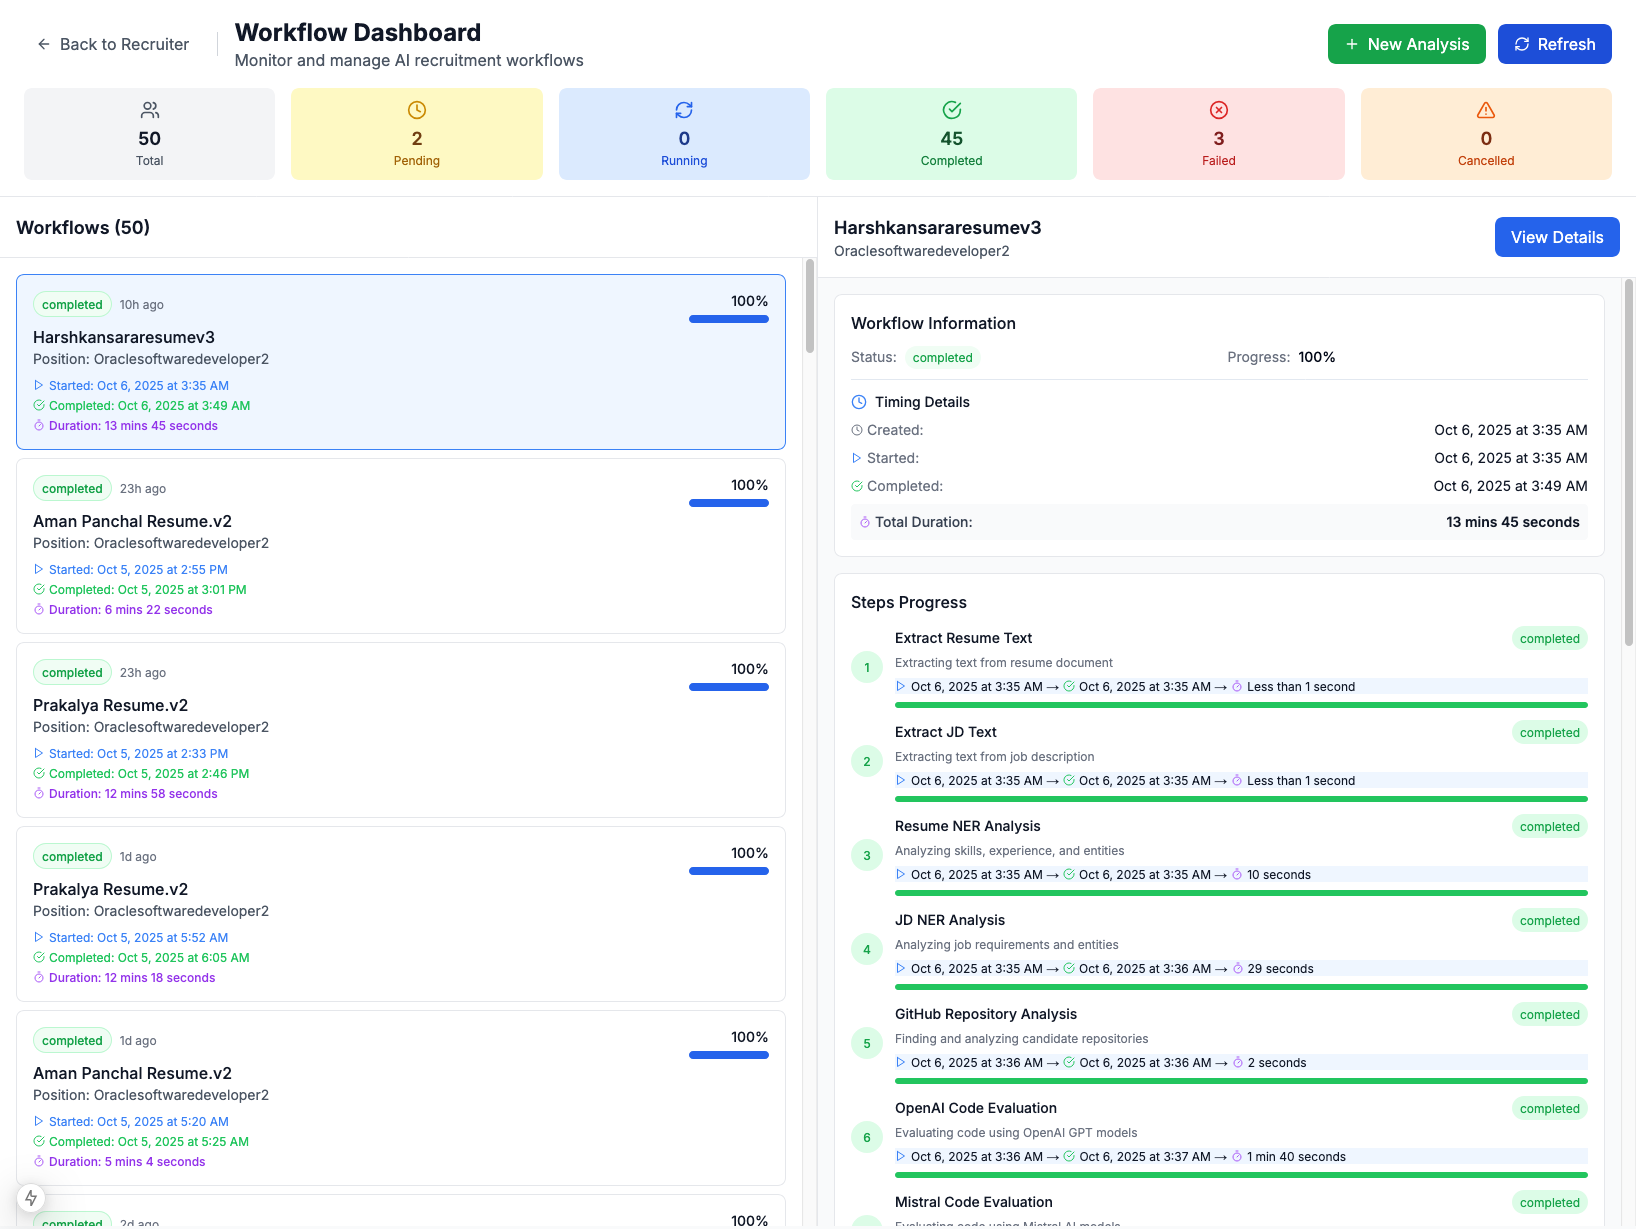 Back to Recruiter
Workflow Dashboard
Monitor and manage AI recruitment workflows
New Analysis
Refresh
50
Total
2
Pending
0
Running
45
Completed
3
Failed
0
Cancelled
Workflows (50)
completed 10h ago 100%
Harshkansararesumev3
Position: Oraclesoftwaredeveloper2
Started: Oct 6, 2025 at 3:35 AM
Completed: Oct 6, 2025 at 3:49 AM
Duration: 13 mins 45 seconds
completed 23h ago 100%
Aman Panchal Resume.v2
Position: Oraclesoftwaredeveloper2
Started: Oct 5, 2025 at 2:55 PM
Completed: Oct 5, 2025 at 3:01 PM
Duration: 6 mins 22 seconds
completed 23h ago 100%
Prakalya Resume.v2
Position: Oraclesoftwaredeveloper2
Started: Oct 5, 2025 at 2:33 PM
Completed: Oct 5, 2025 at 2:46 PM
Duration: 12 mins 58 seconds
completed 1d ago 100%
Prakalya Resume.v2
Position: Oraclesoftwaredeveloper2
Started: Oct 5, 2025 at 5:52 AM
Completed: Oct 5, 2025 at 6:05 AM
Duration: 12 mins 18 seconds
completed 1d ago 100%
Aman Panchal Resume.v2
Position: Oraclesoftwaredeveloper2
Started: Oct 5, 2025 at 5:20 AM
Completed: Oct 5, 2025 at 5:25 AM
Duration: 5 mins 4 seconds
completed 2d ago 100%
Harshkansararesumev3
Oraclesoftwaredeveloper2
View Details
Workflow Information
Status: completed Progress: 100%
Timing Details
Created: Oct 6, 2025 at 3:35 AM
Started: Oct 6, 2025 at 3:35 AM
Completed: Oct 6, 2025 at 3:49 AM
Total Duration: 13 mins 45 seconds
Steps Progress
1
Extract Resume Text completed
Extracting text from resume document
Oct 6, 2025 at 3:35 AM → Oct 6, 2025 at 3:35 AM → Less than 1 second
2
Extract JD Text completed
Extracting text from job description
Oct 6, 2025 at 3:35 AM → Oct 6, 2025 at 3:35 AM → Less than 1 second
3
Resume NER Analysis completed
Analyzing skills, experience, and entities
Oct 6, 2025 at 3:35 AM → Oct 6, 2025 at 3:35 AM → 10 seconds
4
JD NER Analysis completed
Analyzing job requirements and entities
Oct 6, 2025 at 3:35 AM → Oct 6, 2025 at 3:36 AM → 29 seconds
5
GitHub Repository Analysis completed
Finding and analyzing candidate repositories
Oct 6, 2025 at 3:36 AM → Oct 6, 2025 at 3:36 AM → 2 seconds
6
OpenAI Code Evaluation completed
Evaluating code using OpenAI GPT models
Oct 6, 2025 at 3:36 AM → Oct 6, 2025 at 3:37 AM → 1 min 40 seconds
Mistral Code Evaluation completed
Evaluating code using Mistral AI models